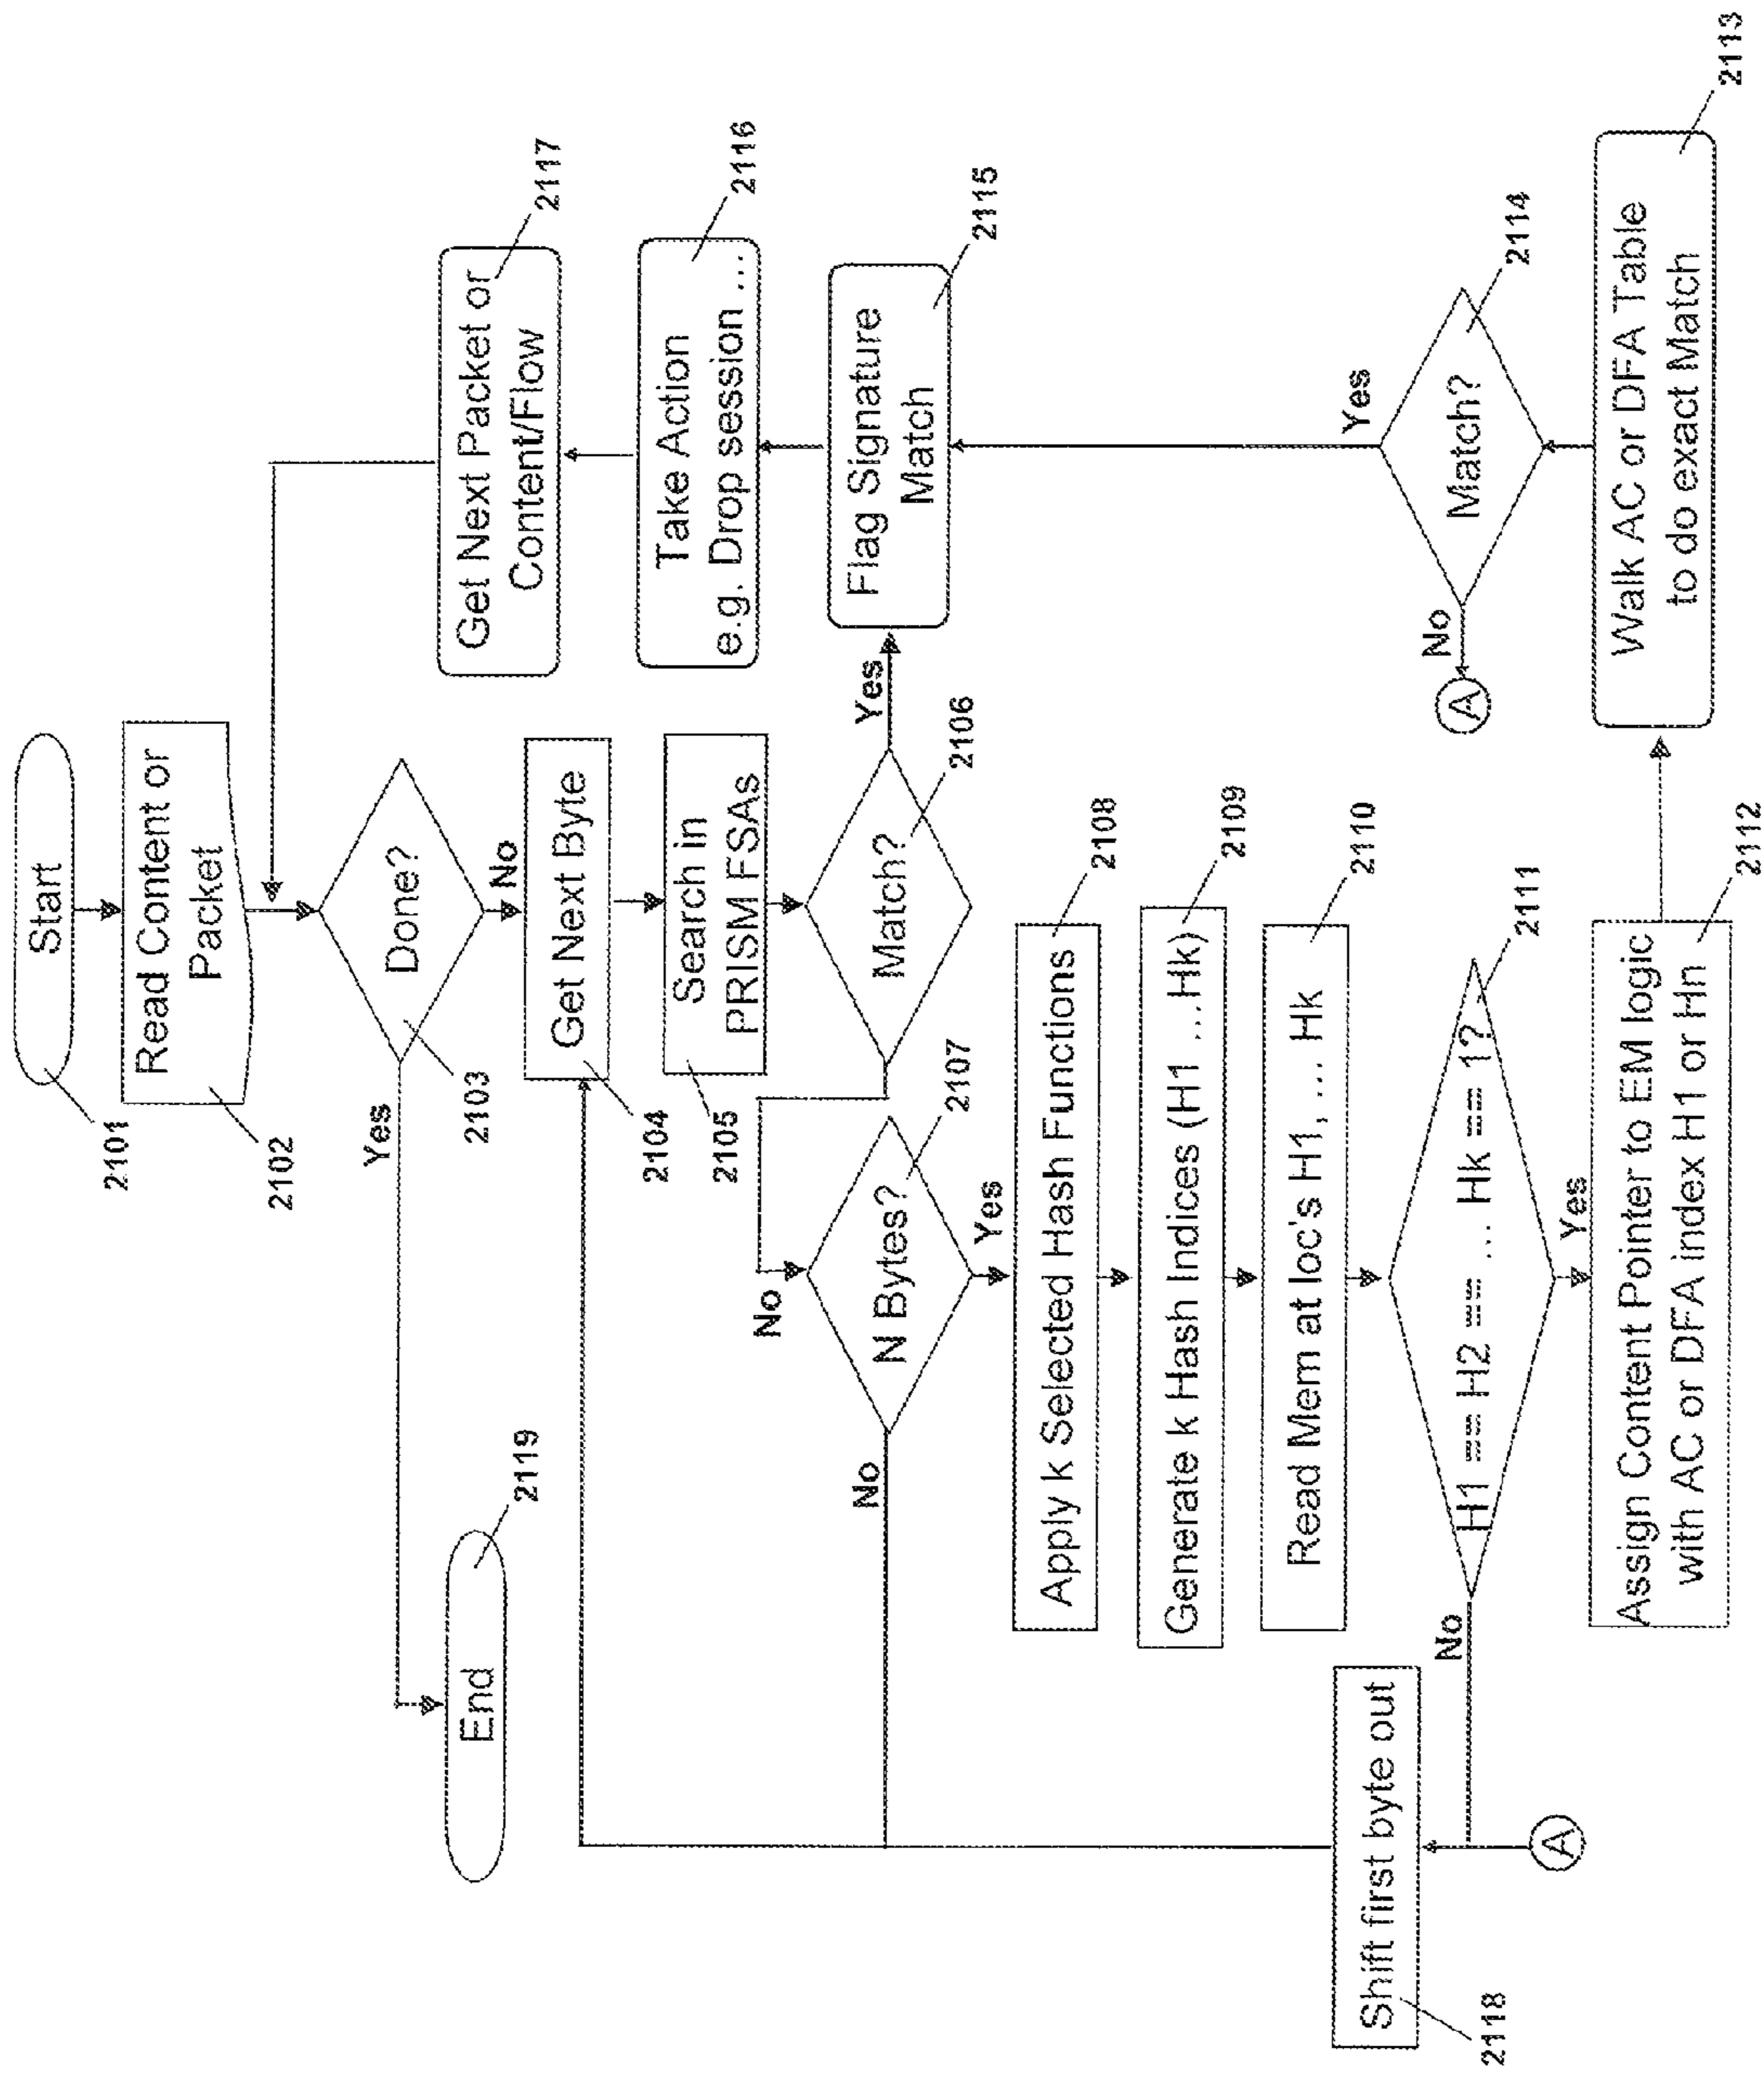 Start
2101
Read Content or
Packet
2102
Done?
2103
Yes
No
End
2119
Get Next Byte
2104
Search in
PRISM FSAs
2105
Match?
2106
Yes
No
N Bytes?
2107
No
Yes
Apply k Selected Hash Functions
2108
Generate k Hash Indices (H1 ...Hk)
2109
Read Mem at loc's H1, ... Hk
2110
H1 == H2 == ... Hk == 1?
2111
No
Yes
Shift first byte out
2118
A
Assign Content Pointer to EM logic
with AC or DFA index H1 or Hn
2112
Walk AC or DFA Table
to do exact Match
2113
Match?
2114
No
A
Yes
Flag Signature
Match
2115
Take Action
e.g. Drop session ...
2116
Get Next Packet or
Content/Flow
2117